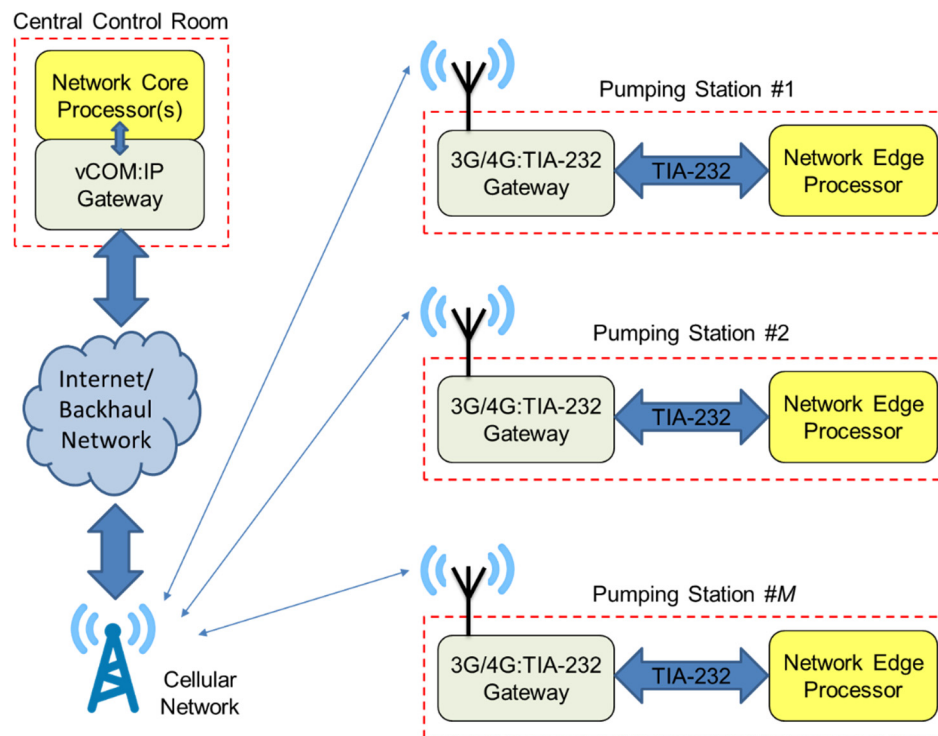 Central Control Room
Network Core
Processor(s)
vCOM:IP
Gateway
Internet/
Backhaul
Network
Cellular
Network
Pumping Station #1
3G/4G:TIA-232
Gateway
TIA-232
Network Edge
Processor
Pumping Station #2
3G/4G:TIA-232
Gateway
TIA-232
Network Edge
Processor
Pumping Station #M
3G/4G:TIA-232
Gateway
TIA-232
Network Edge
Processor